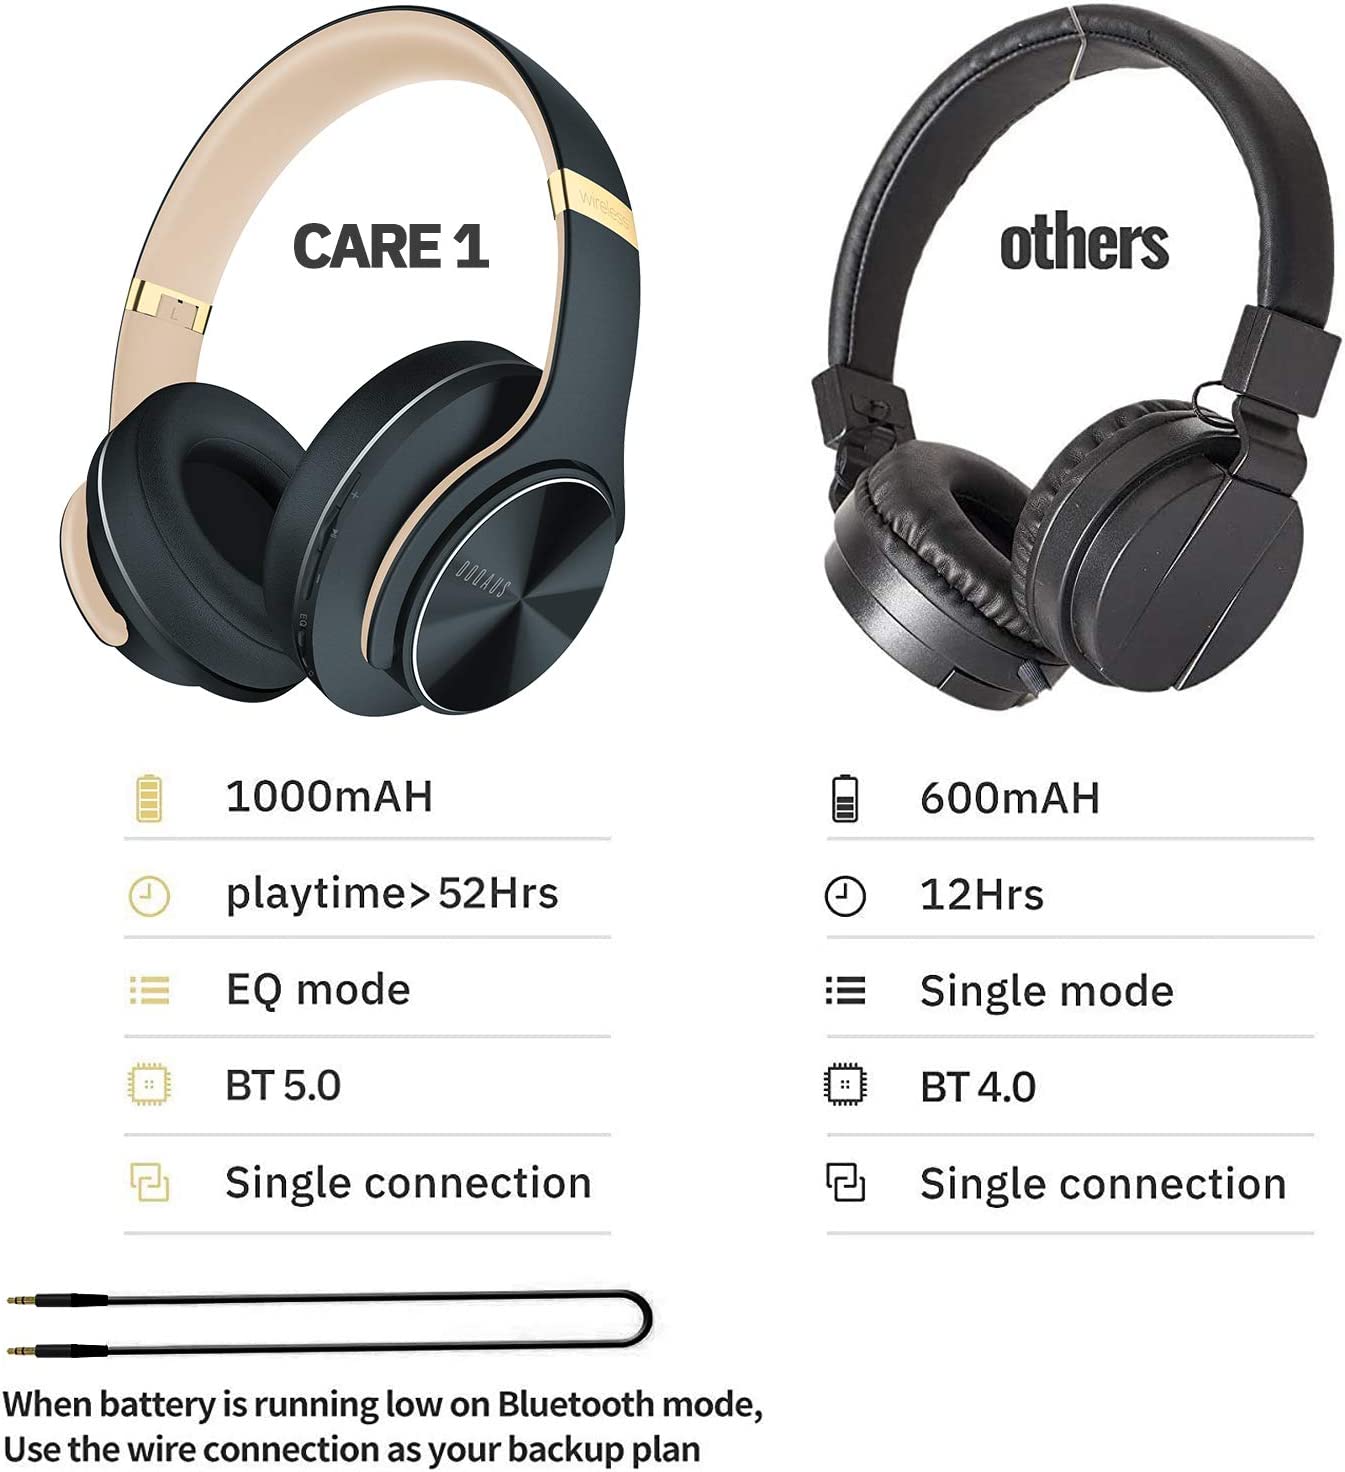 CARE 1
others
wireless
L
+
-
EQ
DOQAUS
1000mAH
600mAH
playtime>52Hrs
12Hrs
EQ mode
Single mode
BT 5.0
BT 4.0
Single connection
Single connection
When battery is running low on Bluetooth mode,
Use the wire connection as your backup plan